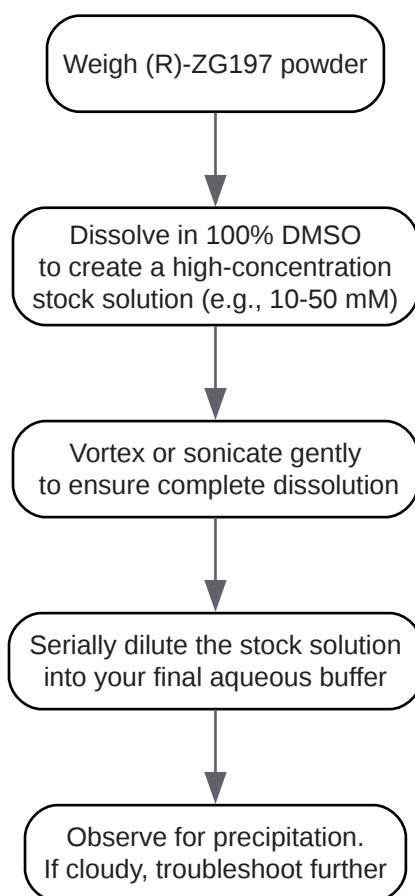 Weigh (R)-ZG197 powder
Dissolve in 100% DMSO
to create a high-concentration
stock solution (e.g., 10-50 mM)
Vortex or sonicate gently
to ensure complete dissolution
Serially dilute the stock solution
into your final aqueous buffer
Observe for precipitation.
If cloudy, troubleshoot further